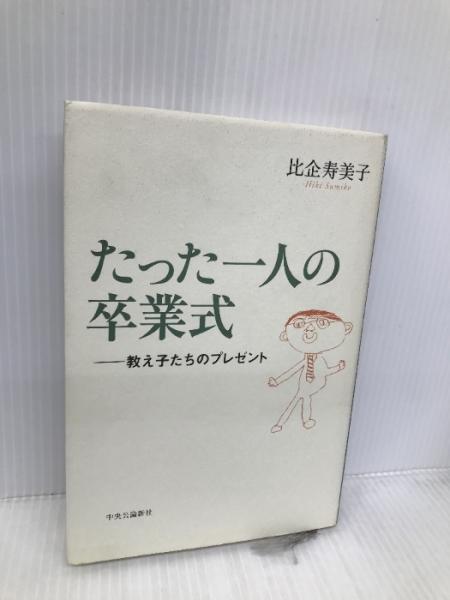 比企寿美子
Hiki Sumiko
たった一人の
卒業式
──教え子たちのプレゼント
中央公論新社